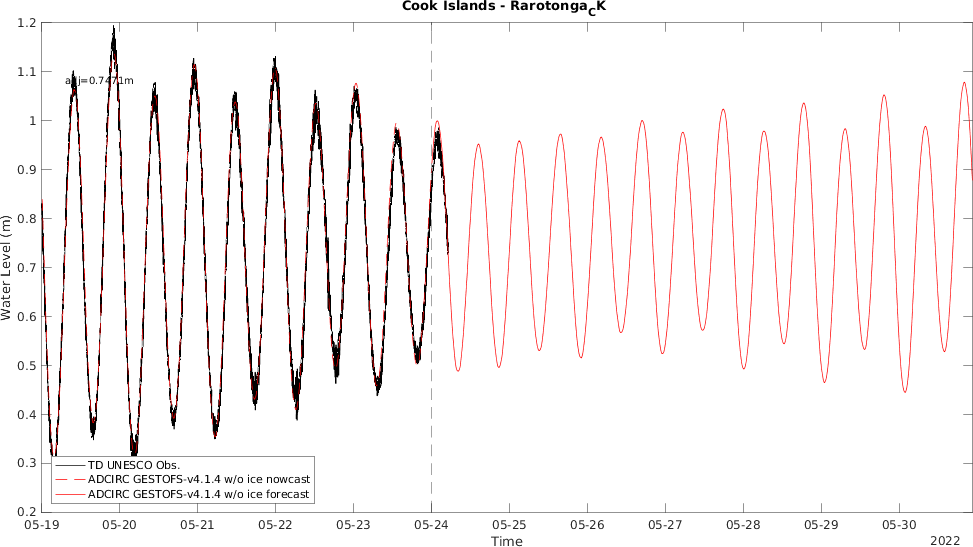 Cook Islands - Rarotonga_CK
1.2
1.1
1
0.9
0.8
0.7
0.6
0.5
0.4
0.3
0.2
Water Level (m)
adj=0.7471m
TD UNESCO Obs.
ADCIRC GESTOFS-v4.1.4 w/o ice nowcast
ADCIRC GESTOFS-v4.1.4 w/o ice forecast
05-19 05-20 05-21 05-22 05-23 05-24 05-25 05-26 05-27 05-28 05-29 05-30
Time
2022